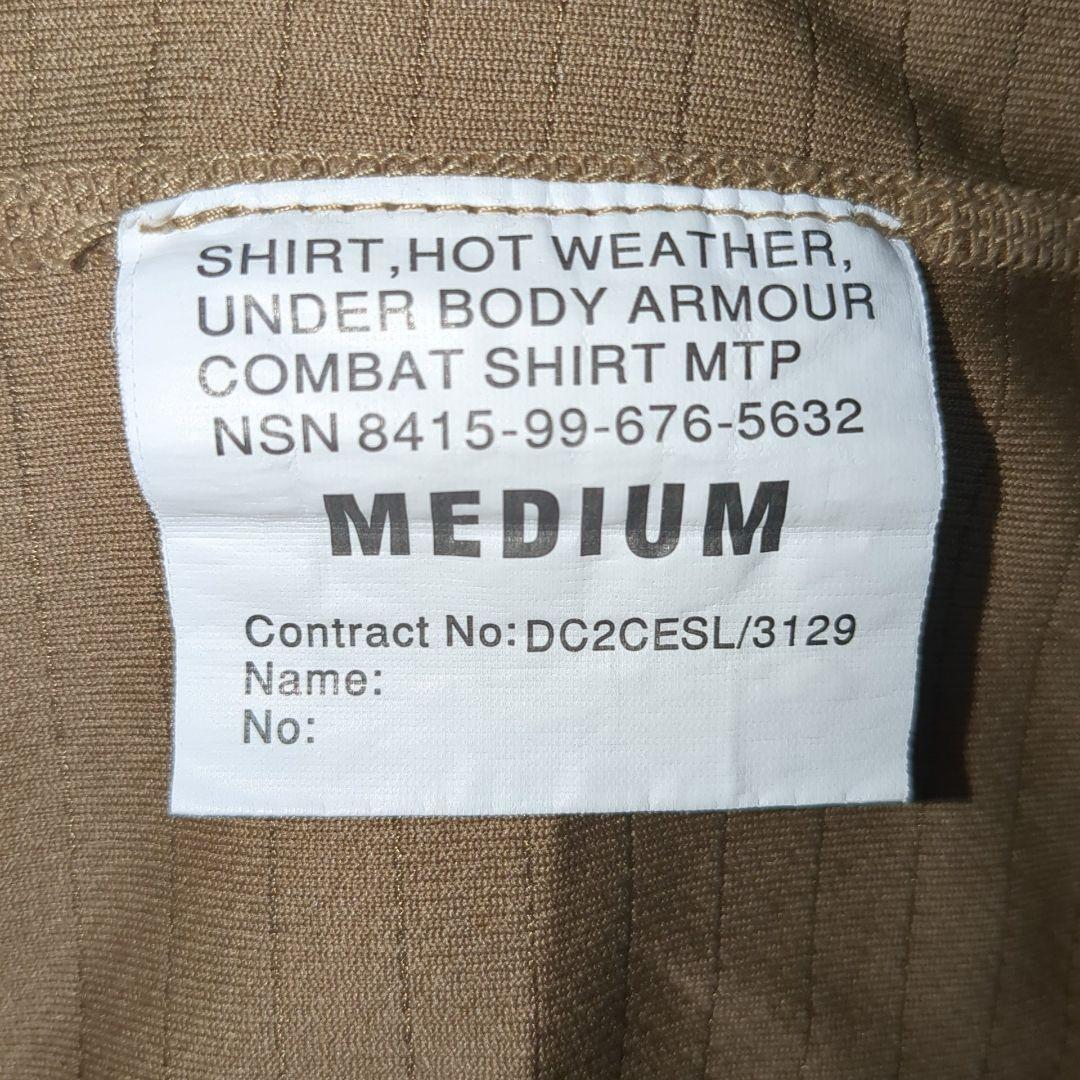 SHIRT,HOT WEATHER,
UNDER BODY ARMOUR
COMBAT SHIRT MTP
NSN 8415-99-676-5632
MEDIUM
Contract No: DC2CESL/3129
Name:
No: